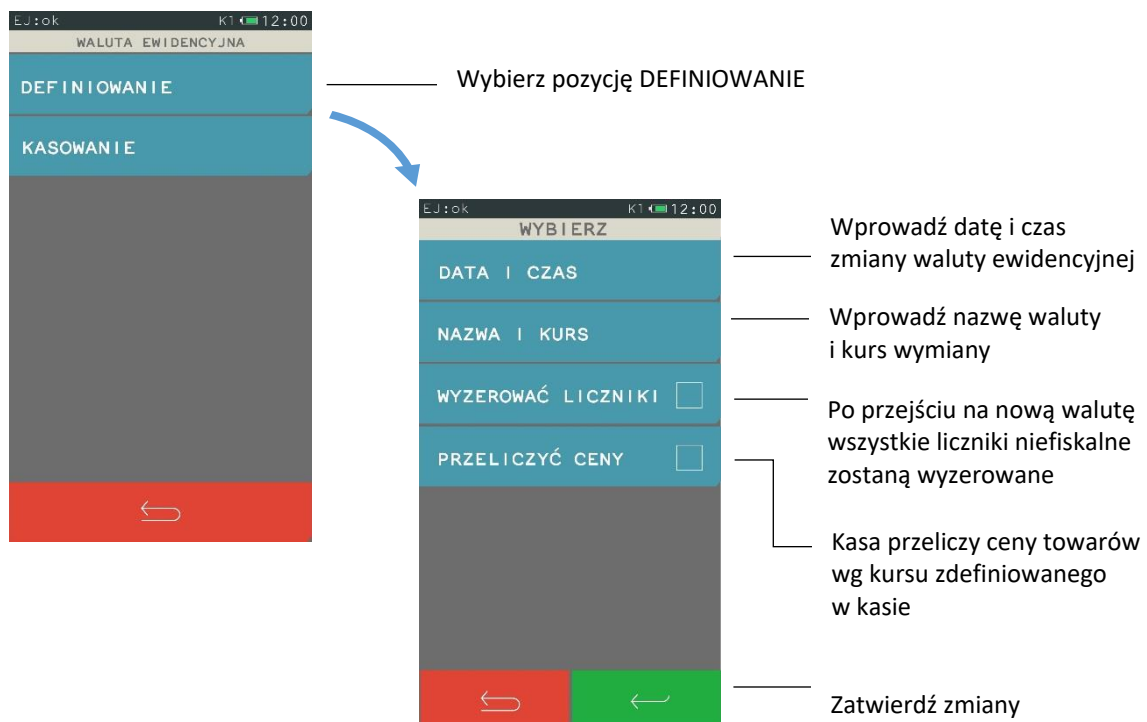 EJ:ok K1 12:00
WALUTA EWIDENCYJNA
DEFINIOWANIE
KASOWANIE
Wybierz pozycję DEFINIOWANIE
EJ:ok K1 12:00
WYBIERZ
DATA I CZAS
NAZWA I KURS
WYZEROWAĆ LICZNIKI
PRZELICZYĆ CENY
Wprowadź datę i czas
zmiany waluty ewidencyjnej
Wprowadź nazwę waluty
i kurs wymiany
Po przejściu na nową walutę
wszystkie liczniki niefiskalne
zostaną wyzerowane
Kasa przeliczy ceny towarów
wg kursu zdefiniowanego
w kasie
Zatwierdź zmiany